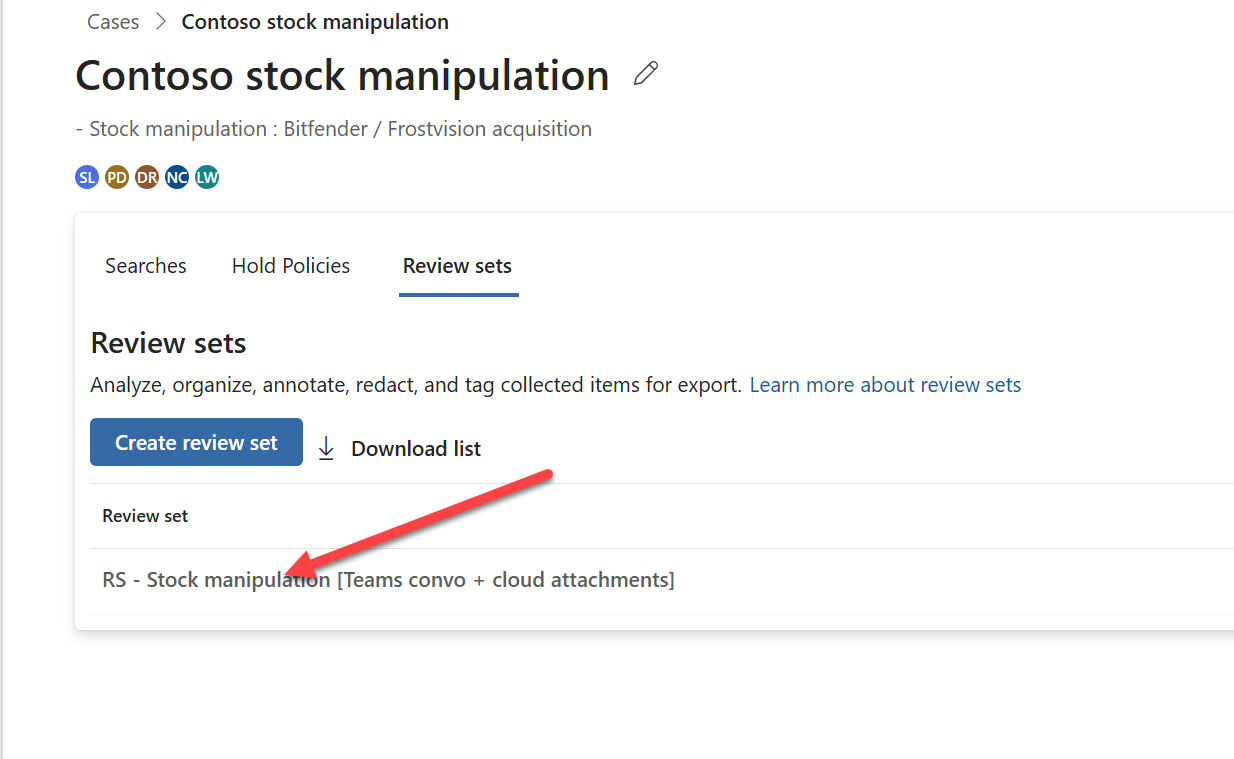 Cases > Contoso stock manipulation
Contoso stock manipulation
- Stock manipulation : Bitfender / Frostvision acquisition
SL PD DR NC LW
Searches Hold Policies Review sets
Review sets
Analyze, organize, annotate, redact, and tag collected items for export. Learn more about review sets
Create review set Download list
Review set
RS - Stock manipulation [Teams convo + cloud attachments]